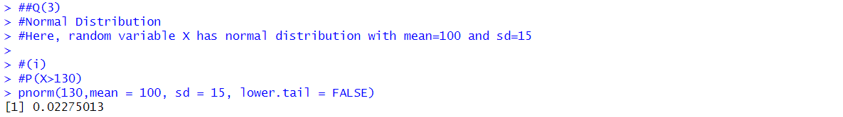 > ##Q(3)
> #Normal Distribution
> #Here, random variable X has normal distribution with mean=100 and sd=15
>
> #(i)
> #P(X>130)
> pnorm(130,mean = 100, sd = 15, lower.tail = FALSE)
[1] 0.02275013